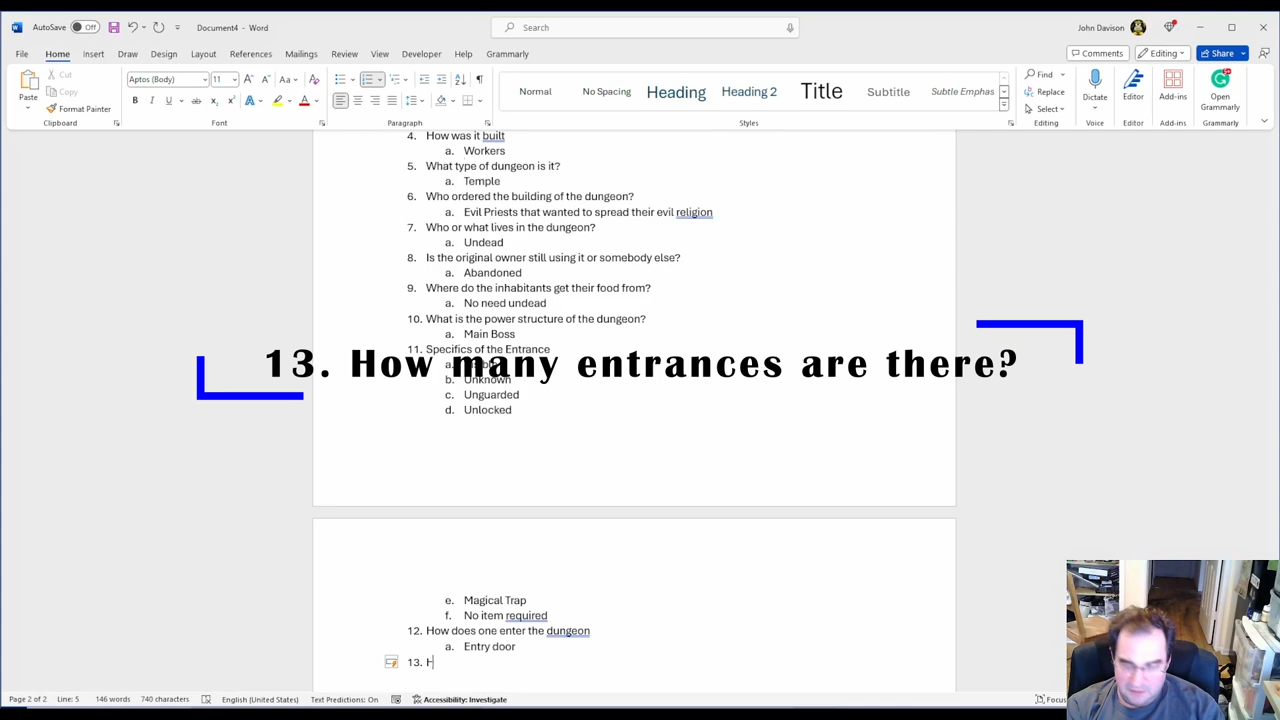 AutoSave Off Document4 - Word Search John Davison
File Home Insert Draw Design Layout References Mailings Review View Developer Help Grammarly Comments Editing Share
Paste Cut Copy Format Painter Clipboard
Aptos (Body) 11 Font
Paragraph
Normal No Spacing Heading Heading 2 Title Subtitle Subtle Emphas Styles
Find Replace Select Editing
Dictate Voice
Editor Editor
Add-ins Add-ins
Open Grammarly Grammarly
4. How was it built
a. Workers
5. What type of dungeon is it?
a. Temple
6. Who ordered the building of the dungeon?
a. Evil Priests that wanted to spread their evil religion
7. Who or what lives in the dungeon?
a. Undead
8. Is the original owner still using it or somebody else?
a. Abandoned
9. Where do the inhabitants get their food from?
a. No need undead
10. What is the power structure of the dungeon?
a. Main Boss
11. Specifics of the Entrance
13. How many entrances are there?
a.
b. Unknown
c. Unguarded
d. Unlocked
e. Magical Trap
f. No item required
12. How does one enter the dungeon
a. Entry door
13. H
Page 2 of 2 Line: 5 146 words 740 characters English (United States) Text Predictions: On Accessibility: Investigate Focus